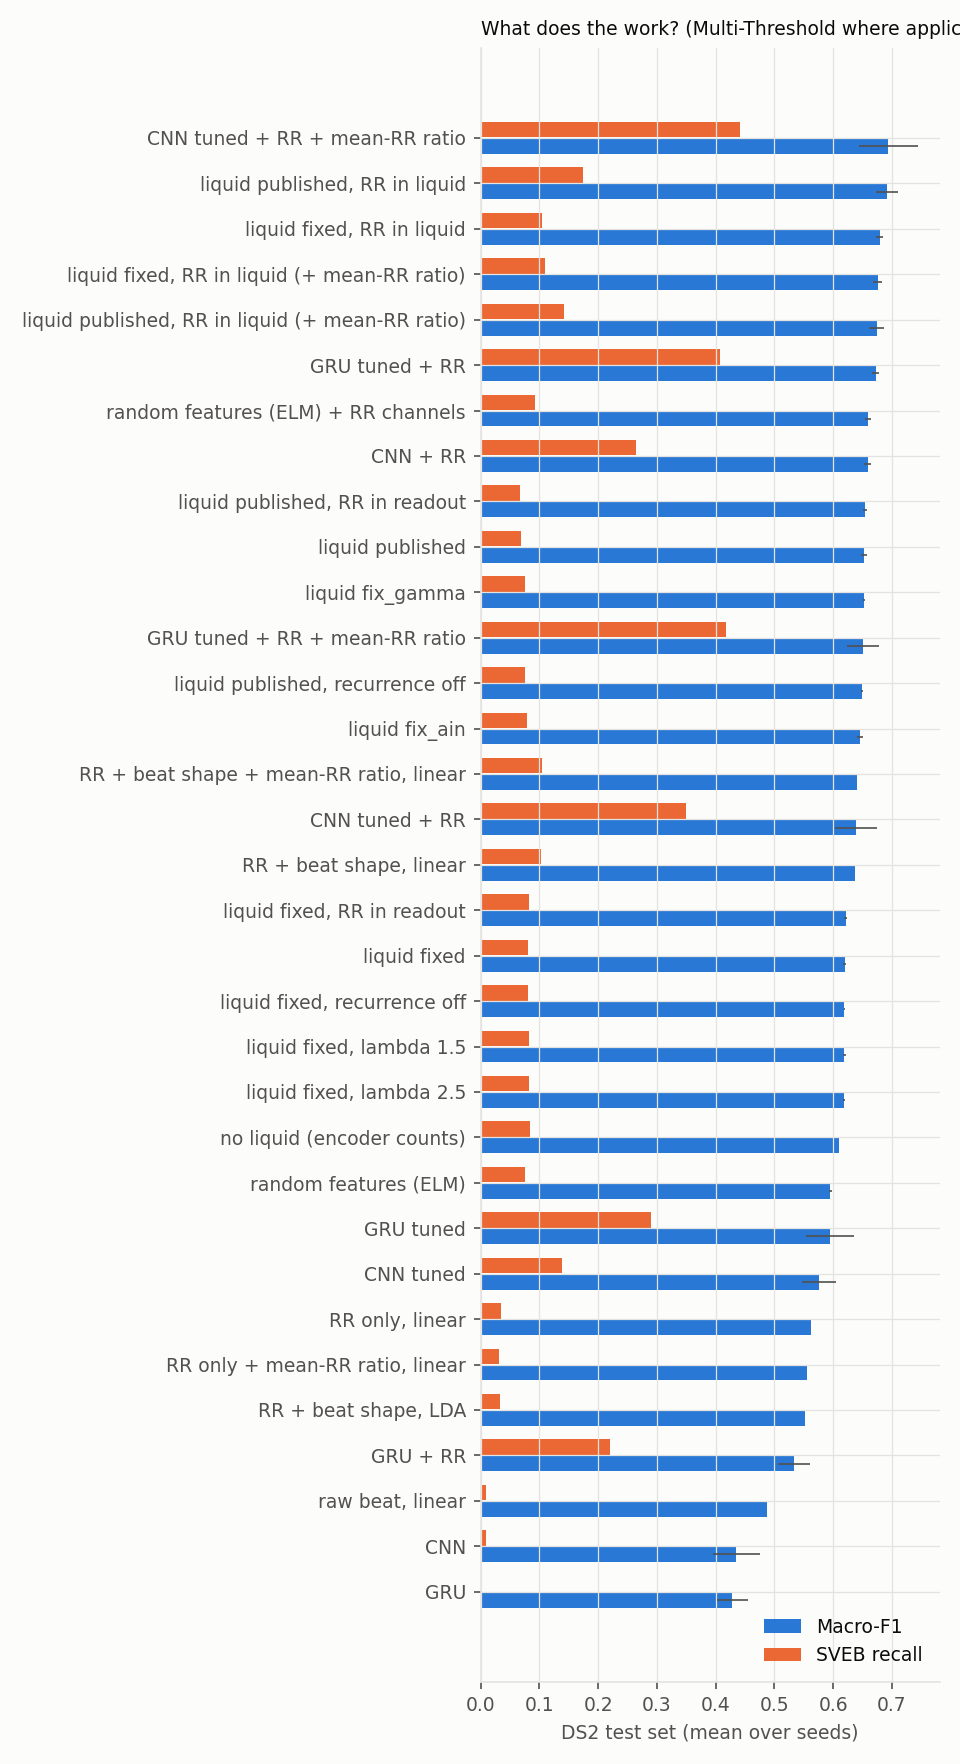 What does the work? (Multi-Threshold where applic
CNN tuned + RR + mean-RR ratio
liquid published, RR in liquid
liquid fixed, RR in liquid
liquid fixed, RR in liquid (+ mean-RR ratio)
liquid published, RR in liquid (+ mean-RR ratio)
GRU tuned + RR
random features (ELM) + RR channels
CNN + RR
liquid published, RR in readout
liquid published
liquid fix_gamma
GRU tuned + RR + mean-RR ratio
liquid published, recurrence off
liquid fix_ain
RR + beat shape + mean-RR ratio, linear
CNN tuned + RR
RR + beat shape, linear
liquid fixed, RR in readout
liquid fixed
liquid fixed, recurrence off
liquid fixed, lambda 1.5
liquid fixed, lambda 2.5
no liquid (encoder counts)
random features (ELM)
GRU tuned
CNN tuned
RR only, linear
RR only + mean-RR ratio, linear
RR + beat shape, LDA
GRU + RR
raw beat, linear
CNN
GRU
Macro-F1
SVEB recall
0.0 0.1 0.2 0.3 0.4 0.5 0.6 0.7
DS2 test set (mean over seeds)